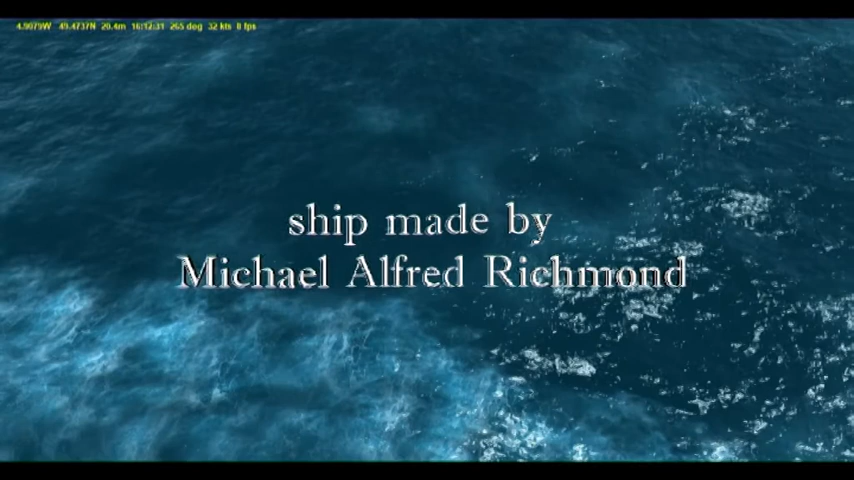 4.9079W 49.4737N 20.4m 16:12:31 265 deg 32 kts 8 fps
ship made by
Michael Alfred Richmond